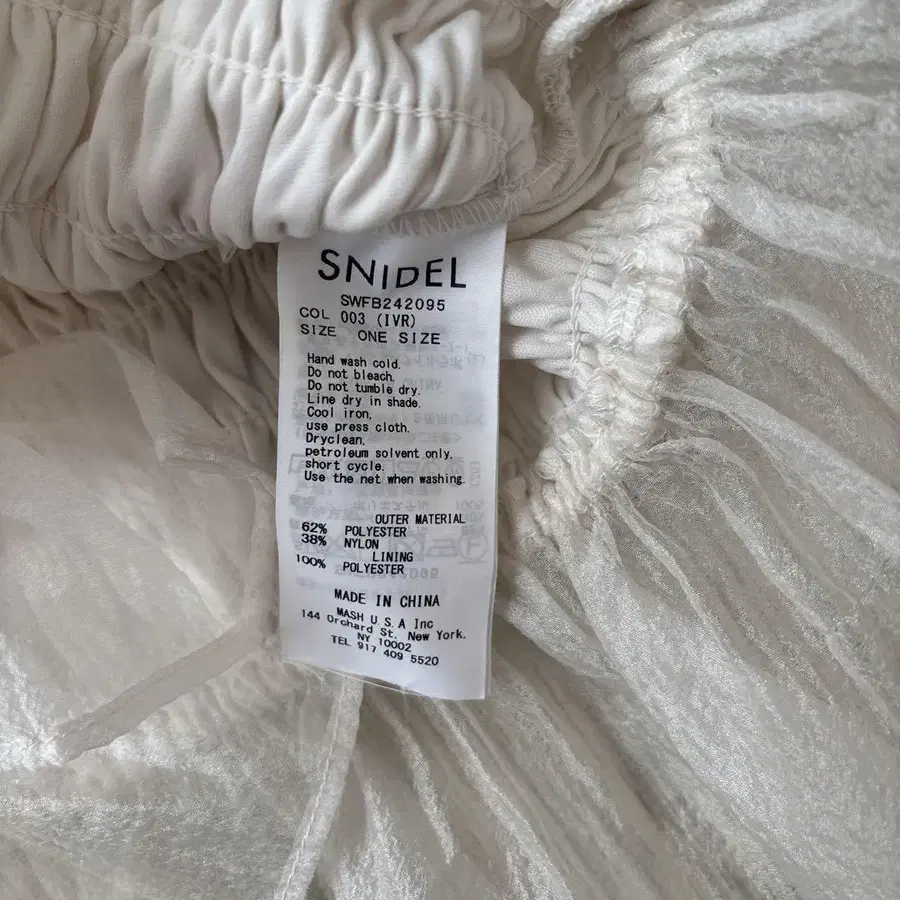 SNIDEL
SWFB242095
COL 003 (IVR)
SIZE ONE SIZE
Hand wash cold.
Do not bleach.
Do not tumble dry.
Line dry in shade.
Cool iron.
use press cloth.
Dryclean.
petroleum solvent only.
short cycle.
Use the net when washing.
OUTER MATERIAL
62% POLYESTER
38% NYLON
LINING
100% POLYESTER
MADE IN CHINA
MASH U.S.A Inc
144 Orchard St. New York.
NY 10002
TEL 917 409 5520